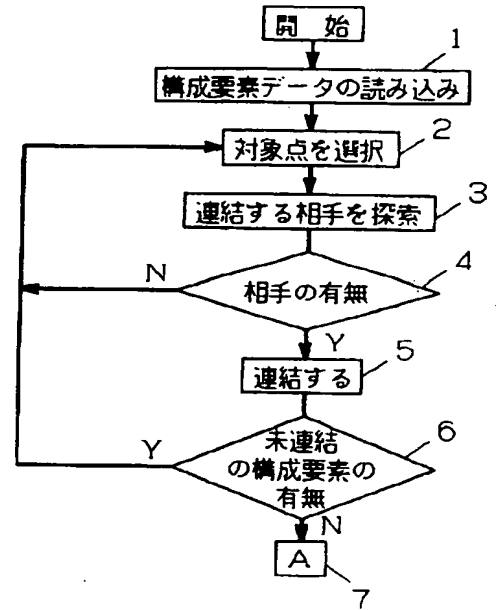 開始
1
構成要素データの読み込み
2
対象点を選択
3
連結する相手を探索
4
N
相手の有無
Y
5
連結する
6
Y
未連結
の構成要素の
有無
N
A
7